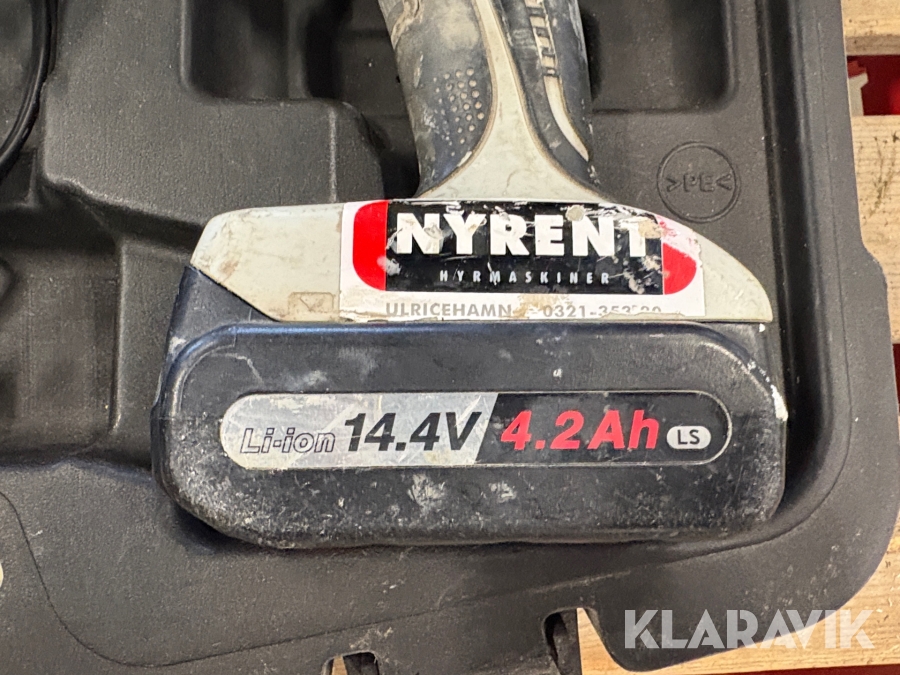 >PE<
NYRENT
HYRMASKINER
ULRICEHAMN
Li-ion 14.4V 4.2Ah LS
KLARAVIK